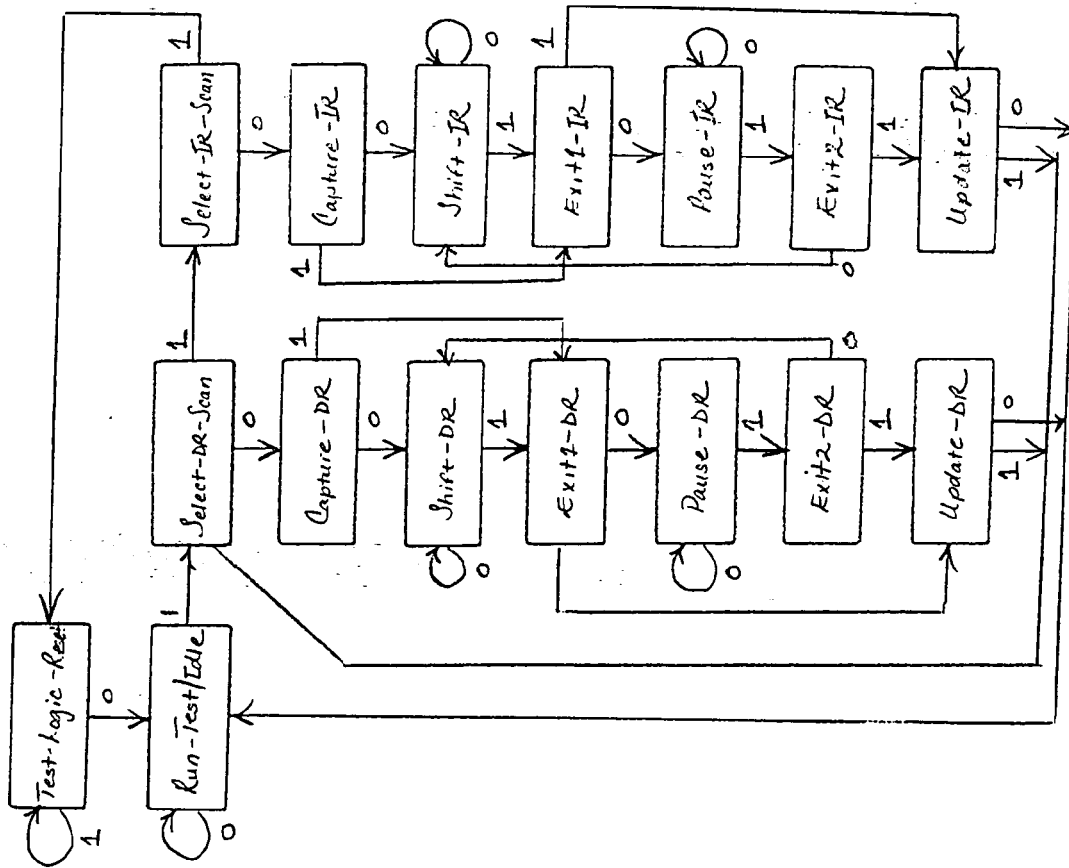 1
Test-Logic-Reset
0
0
Run-Test/Idle
1
Select-DR-Scan
1
0
Capture-DR
1
0
Shift-DR
0
1
Exit1-DR
0
Pause-DR
0
1
Exit2-DR
0
1
Update-DR
1
0
Select-IR-Scan
1
0
Capture-IR
1
0
Shift-IR
0
1
Exit1-IR
1
0
Pause-IR
0
1
Exit2-IR
0
1
Update-IR
1
0